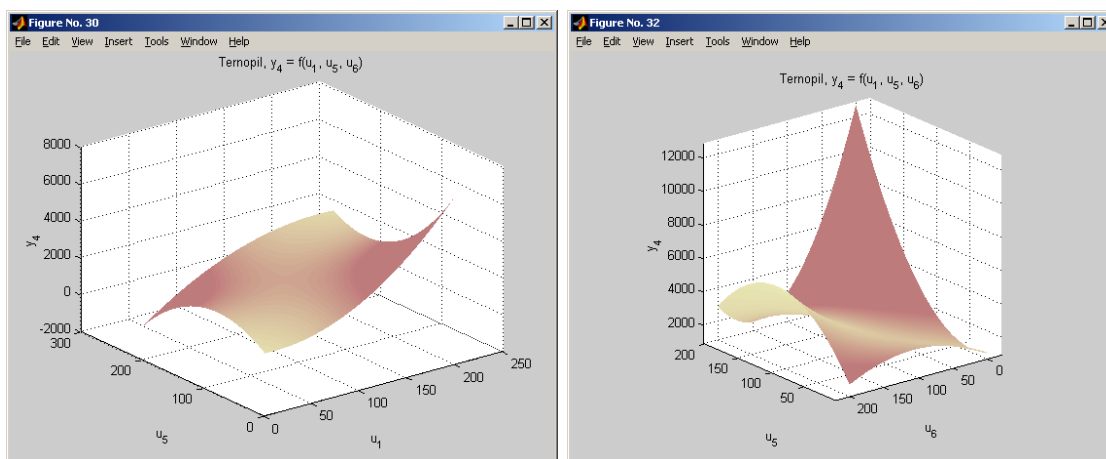 Figure No. 30
File Edit View Insert Tools Window Help
Ternopil, y4 = f(u1, u5, u6)
8000
6000
4000
2000
0
-2000
y4
300
200
100
0
u5
0
50
100
150
200
250
u1
Figure No. 32
File Edit View Insert Tools Window Help
Ternopil, y4 = f(u1, u5, u6)
12000
10000
8000
6000
4000
2000
y4
200
150
100
50
u5
200
150
100
50
0
u6